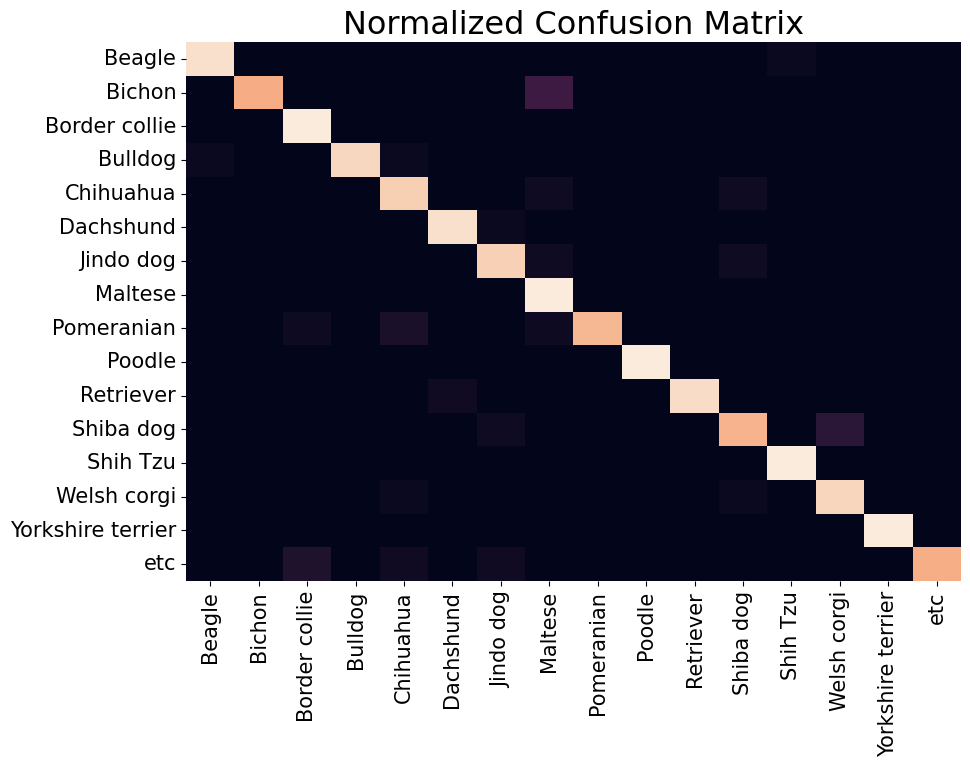 Normalized Confusion Matrix
Beagle
Bichon
Border collie
Bulldog
Chihuahua
Dachshund
Jindo dog
Maltese
Pomeranian
Poodle
Retriever
Shiba dog
Shih Tzu
Welsh corgi
Yorkshire terrier
etc
Beagle
Bichon
Border collie
Bulldog
Chihuahua
Dachshund
Jindo dog
Maltese
Pomeranian
Poodle
Retriever
Shiba dog
Shih Tzu
Welsh corgi
Yorkshire terrier
etc